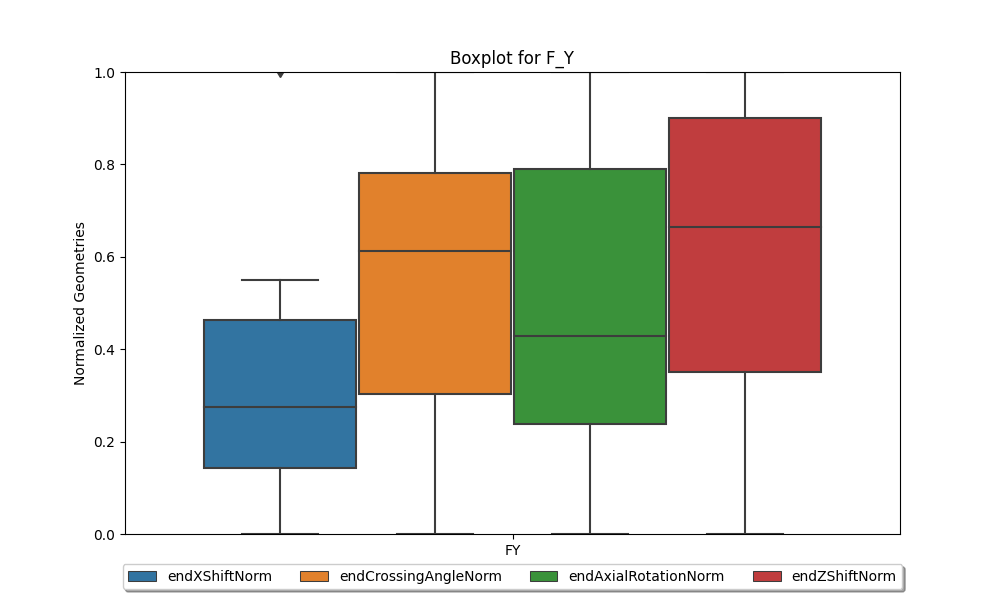 Boxplot for F_Y
1.0
0.8
0.6
0.4
0.2
0.0
Normalized Geometries
FY
endXShiftNorm endCrossingAngleNorm endAxialRotationNorm endZShiftNorm